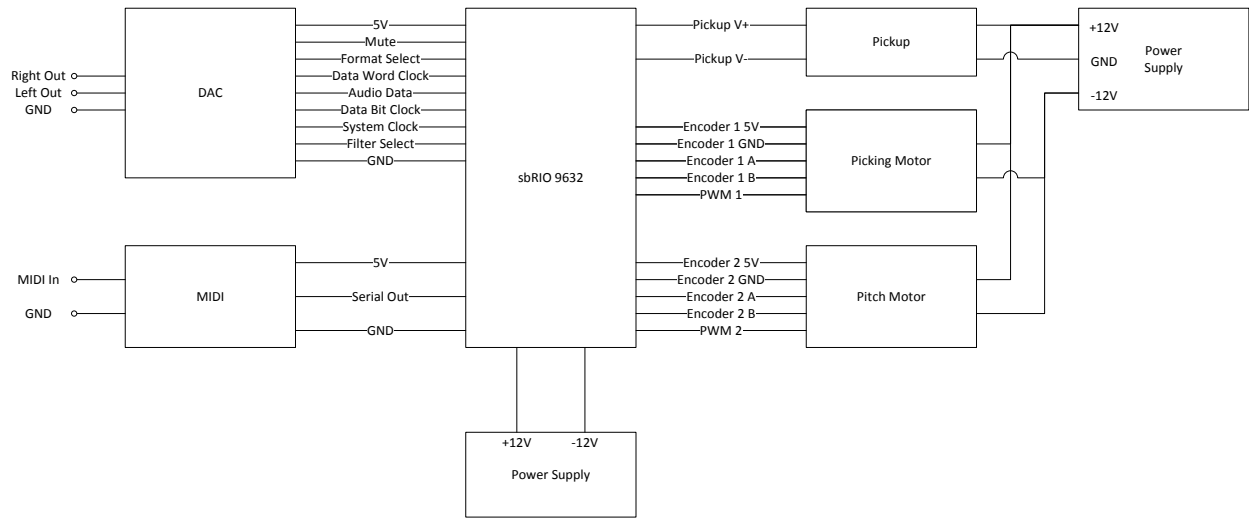 Right Out
Left Out
GND
DAC
5V
Mute
Format Select
Data Word Clock
Audio Data
Data Bit Clock
System Clock
Filter Select
GND
MIDI In
GND
MIDI
5V
Serial Out
GND
sbRIO 9632
Pickup V+
Pickup V-
Pickup
Encoder 1 5V
Encoder 1 GND
Encoder 1 A
Encoder 1 B
PWM 1
Picking Motor
Encoder 2 5V
Encoder 2 GND
Encoder 2 A
Encoder 2 B
PWM 2
Pitch Motor
+12V
GND
-12V
Power
Supply
+12V -12V
Power Supply